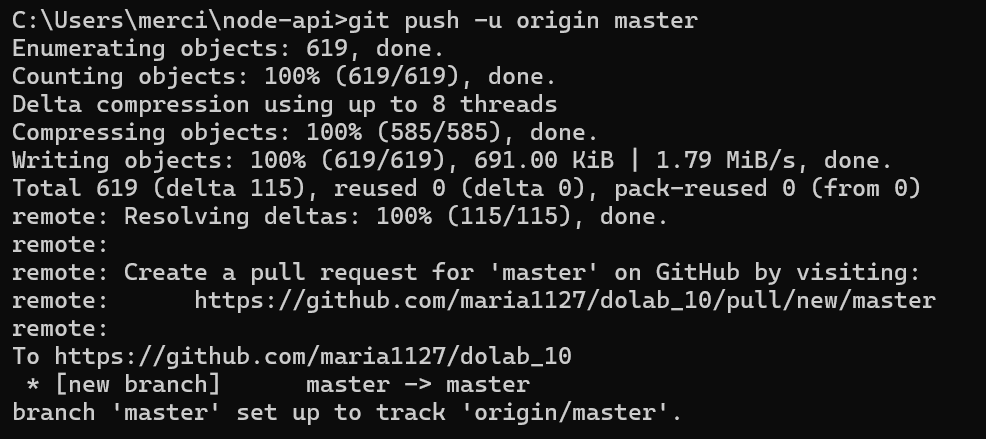 C:\Users\merci\node-api>git push -u origin master
Enumerating objects: 619, done.
Counting objects: 100% (619/619), done.
Delta compression using up to 8 threads
Compressing objects: 100% (585/585), done.
Writing objects: 100% (619/619), 691.00 KiB | 1.79 MiB/s, done.
Total 619 (delta 115), reused 0 (delta 0), pack-reused 0 (from 0)
remote: Resolving deltas: 100% (115/115), done.
remote:
remote: Create a pull request for 'master' on GitHub by visiting:
remote:      https://github.com/maria1127/dolab_10/pull/new/master
remote:
To https://github.com/maria1127/dolab_10
 * [new branch]      master -> master
branch 'master' set up to track 'origin/master'.